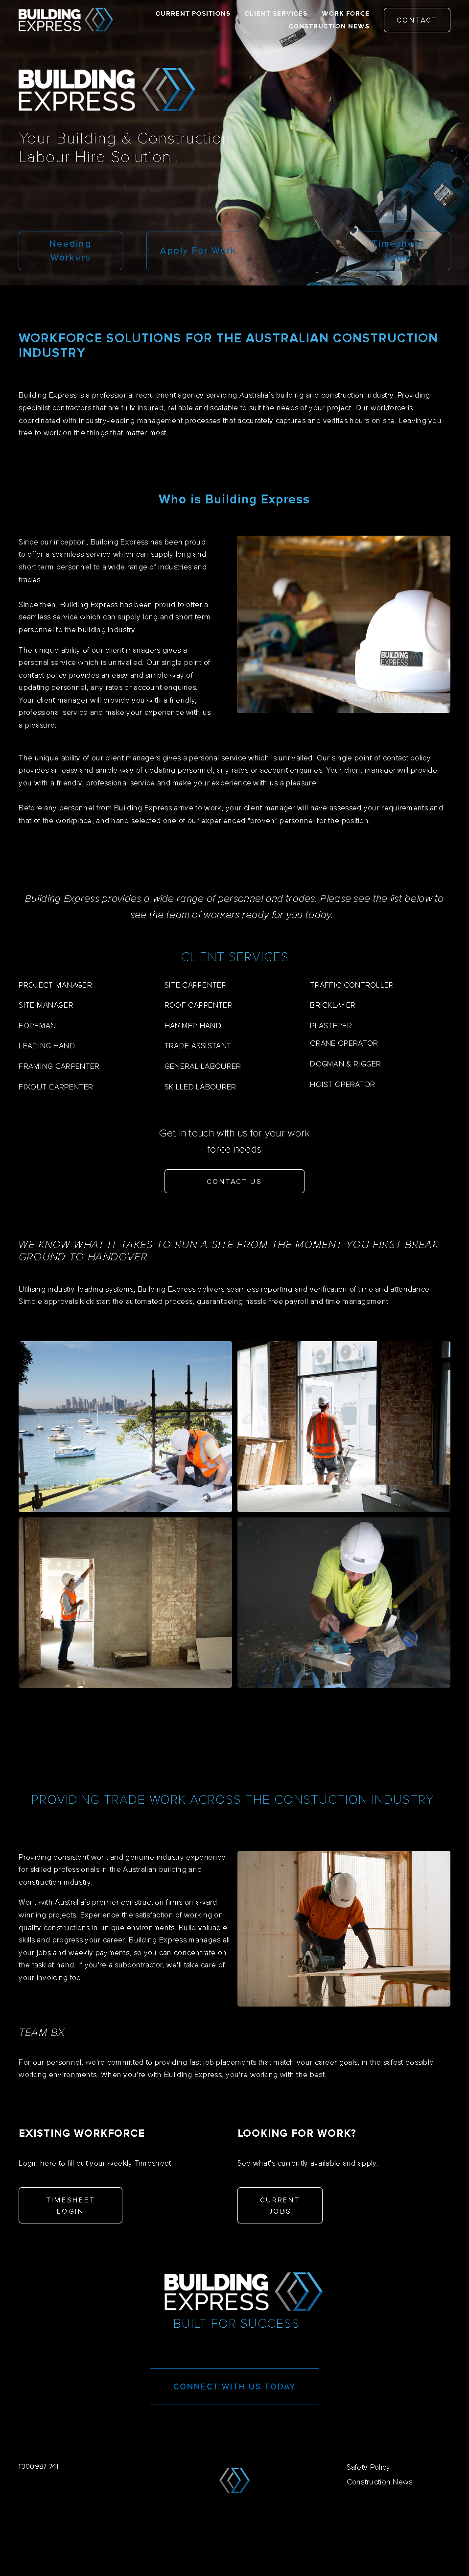 BUILDING
EXPRESS
CURRENT POSITIONS
CLIENT SERVICES
WORK FORCE
CONSTRUCTION NEWS
CONTACT
BUILDING
EXPRESS
Your Building & Construction
Labour Hire Solution
Needing
Workers
Apply For Work
Timesheet
WORKFORCE SOLUTIONS FOR THE AUSTRALIAN CONSTRUCTION
INDUSTRY
Building Express is a professional recruitment agency servicing Australia's building and construction industry. Providing
specialist contractors that are fully insured, reliable and scalable to suit the needs of your project. Our workforce is
coordinated with industry-leading management processes that accurately captures and verifies hours on site. Leaving you
free to work on the things that matter most.
Who is Building Express
Since our inception, Building Express has been proud
to offer a seamless service which can supply long and
short term personnel to a wide range of industries and
trades.
Since then, Building Express has been proud to offer a
seamless service which can supply long and short term
personnel to the building industry.
The unique ability of our client managers gives a
personal service which is unrivalled. Our single point of
contact policy provides an easy and simple way of
updating personnel, any rates or account enquiries.
Your client manager will provide you with a friendly,
professional service and make your experience with us
a pleasure.
BUILDING
EXPRESS
The unique ability of our client managers gives a personal service which is unrivalled. Our single point of contact policy
provides an easy and simple way of updating personnel, any rates or account enquiries. Your client manager will provide
you with a friendly, professional service and make your experience with us a pleasure.
Before any personnel from Building Express arrive to work, your client manager will have assessed your requirements and
that of the workplace, and hand selected one of our experienced "proven" personnel for the position.
Building Express provides a wide range of personnel and trades. Please see the list below to
see the team of workers ready for you today.
CLIENT SERVICES
PROJECT MANAGER
SITE MANAGER
FOREMAN
LEADING HAND
FRAMING CARPENTER
FIXOUT CARPENTER
SITE CARPENTER
ROOF CARPENTER
HAMMER HAND
TRADE ASSISTANT
GENERAL LABOURER
SKILLED LABOURER
TRAFFIC CONTROLLER
BRICKLAYER
PLASTERER
CRANE OPERATOR
DOGMAN & RIGGER
HOIST OPERATOR
Get in touch with us for your work
force needs
CONTACT US
WE KNOW WHAT IT TAKES TO RUN A SITE FROM THE MOMENT YOU FIRST BREAK
GROUND TO HANDOVER.
Utilising industry-leading systems, Building Express delivers seamless reporting and verification of time and attendance.
Simple approvals kick start the automated process, guaranteeing hassle free payroll and time management.
PROVIDING TRADE WORK ACROSS THE CONSTUCTION INDUSTRY
Providing consistent work and genuine industry experience
for skilled professionals in the Australian building and
construction industry.
Work with Australia's premier construction firms on award
winning projects. Experience the satisfaction of working on
quality constructions in unique environments. Build valuable
skills and progress your career. Building Express manages all
your jobs and weekly payments, so you can concentrate on
the task at hand. If you're a subcontractor, we'll take care of
your invoicing too.
TEAM BX
For our personnel, we're committed to providing fast job placements that match your career goals, in the safest possible
working environments. When you're with Building Express, you're working with the best.
EXISTING WORKFORCE
Login here to fill out your weekly Timesheet.
TIMESHEET
LOGIN
LOOKING FOR WORK?
See what's currently available and apply.
CURRENT
JOBS
BUILDING
EXPRESS
BUILT FOR SUCCESS
CONNECT WITH US TODAY
1300 987 741
Safety Policy
Construction News